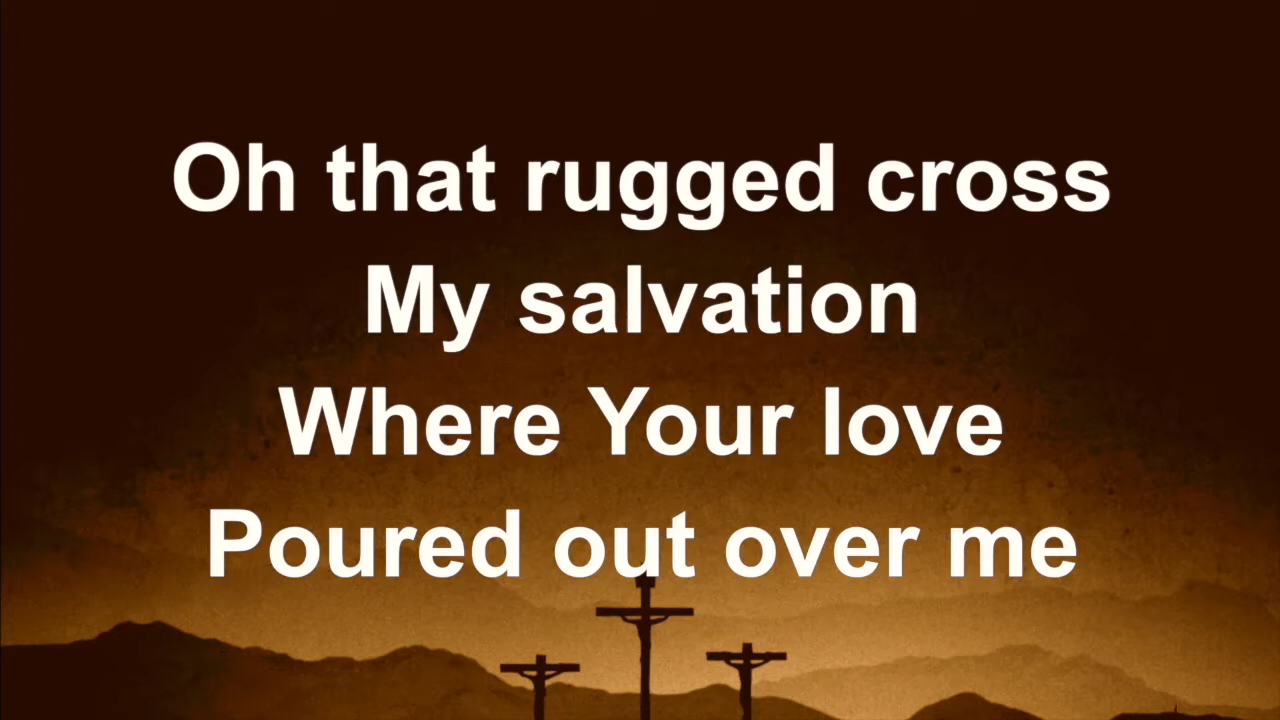 Oh that rugged cross
My salvation
Where Your love
Poured out over me